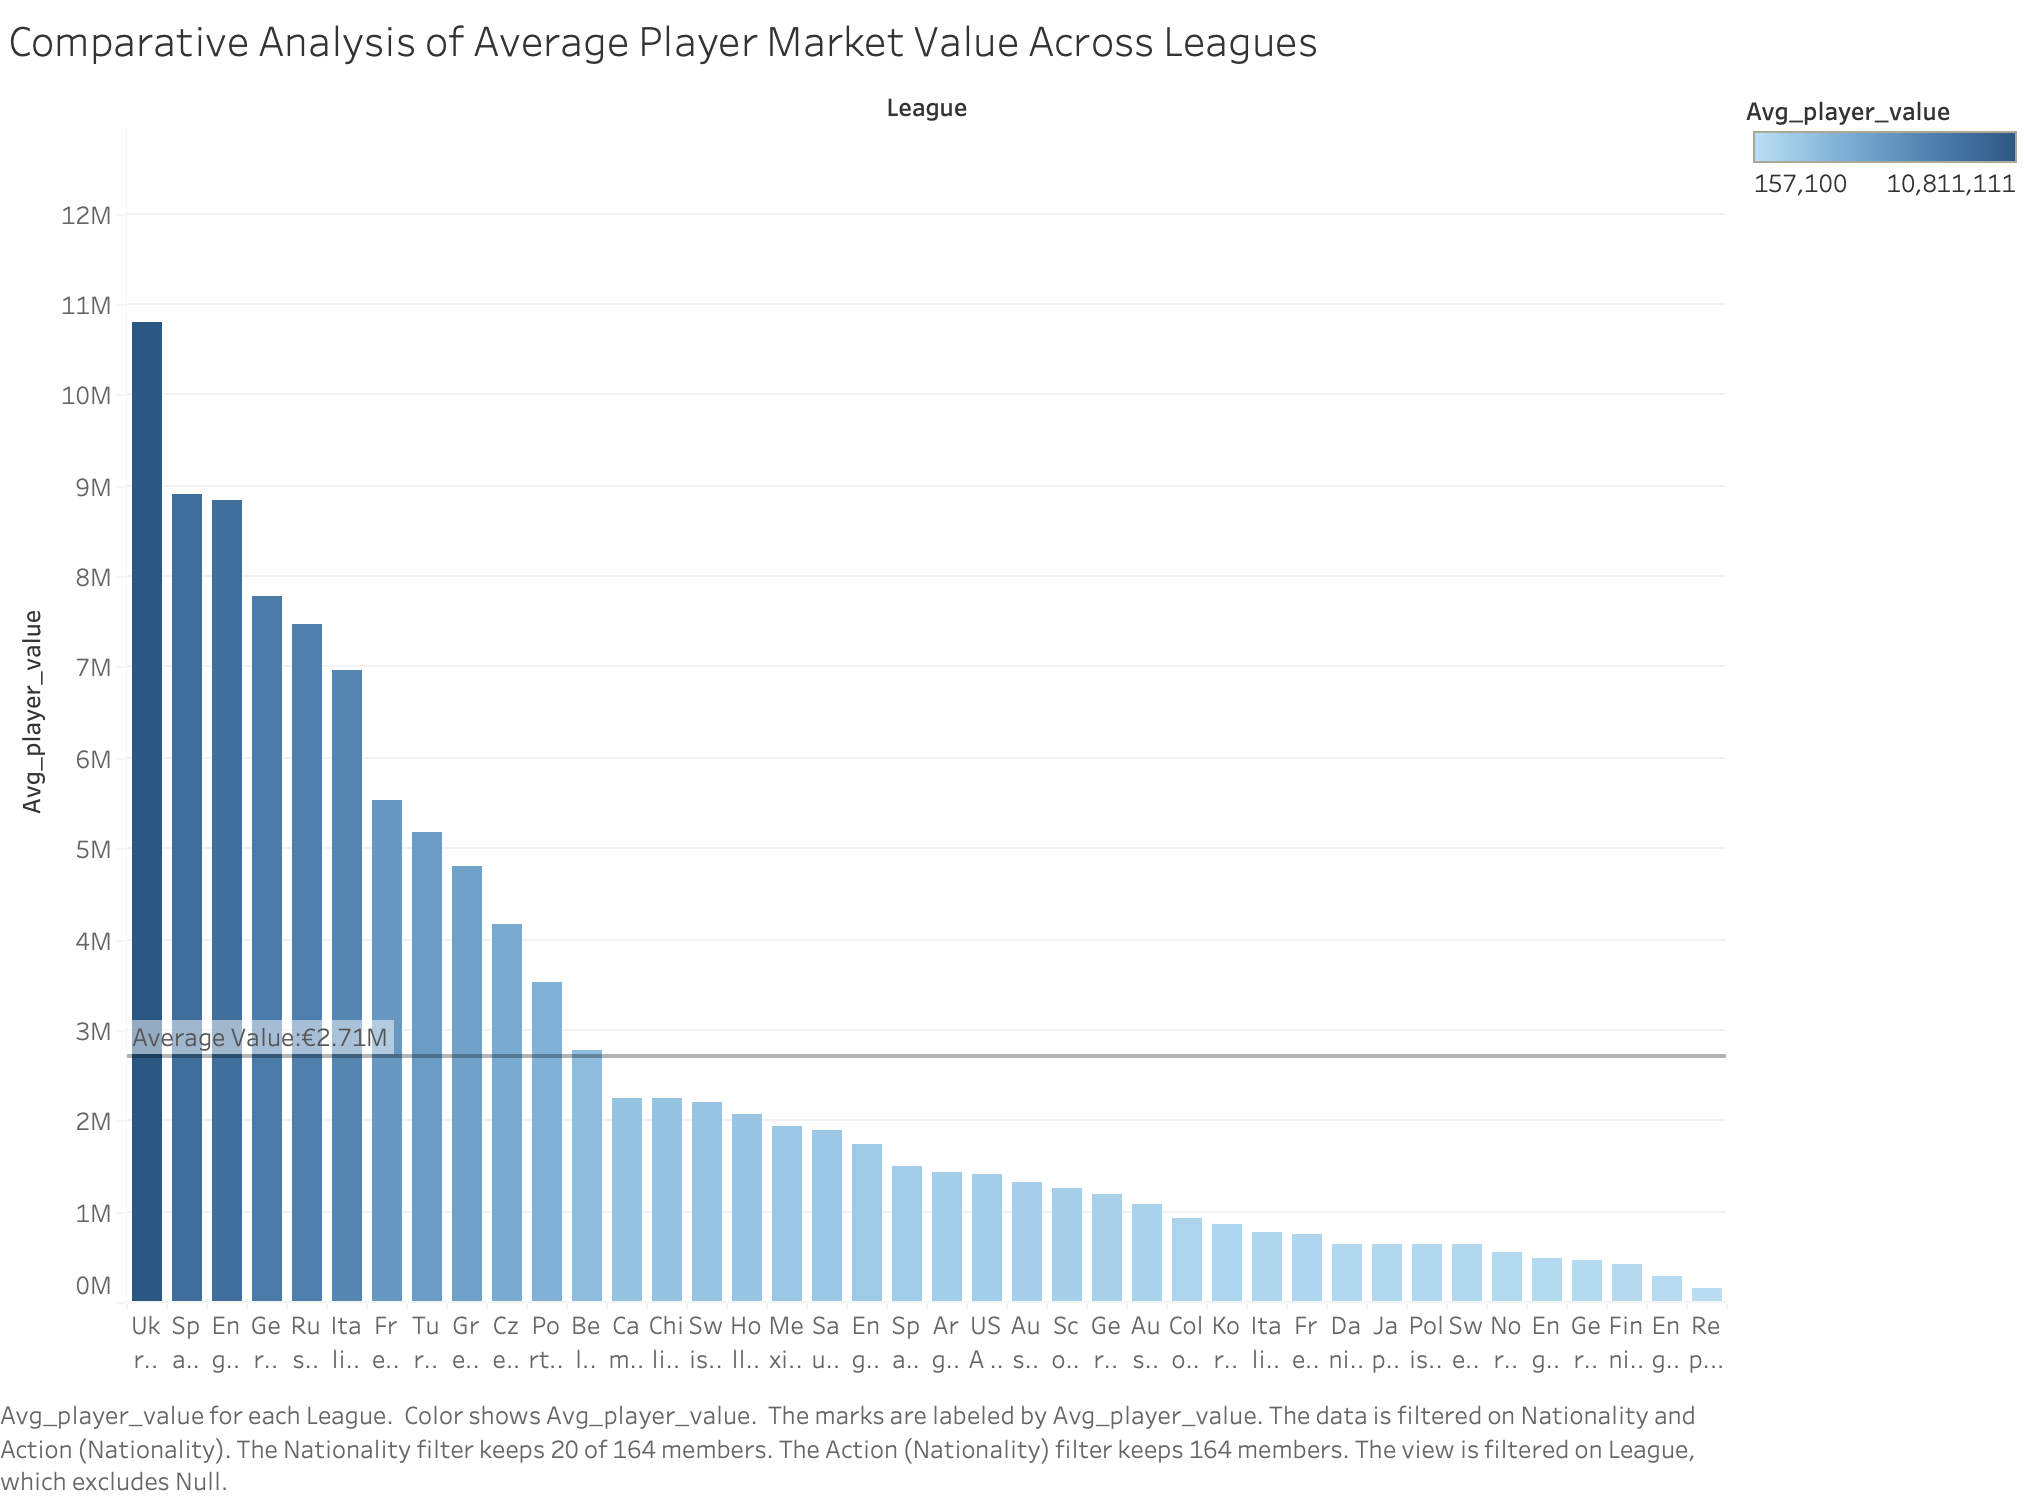 Comparative Analysis of Average Player Market Value Across Leagues
League
Avg_player_value
157,100 10,811,111
12M
11M
10M
9M
8M
7M
6M
5M
4M
3M
2M
1M
0M
Avg_player_value
Average Value:€2.71M
Uk Sp En Ge Ru Ita Fr Tu Gr Cz Po Be Ca Chi Sw Ho Me Sa En Sp Ar US Au Sc Ge Au Col Ko Ita Fr Da Ja Pol Sw No En Ge Fin En Re
r.. a.. g.. r.. s.. li.. e.. r.. e.. e.. rt.. l.. m.. li.. is.. ll.. xi.. u.. g.. a.. g.. A .. s.. o.. r.. s.. o.. r.. li.. e.. ni.. p.. is.. e.. r.. g.. r.. ni.. g.. p...
Avg_player_value for each League.  Color shows Avg_player_value.  The marks are labeled by Avg_player_value. The data is filtered on Nationality and
Action (Nationality). The Nationality filter keeps 20 of 164 members. The Action (Nationality) filter keeps 164 members. The view is filtered on League,
which excludes Null.